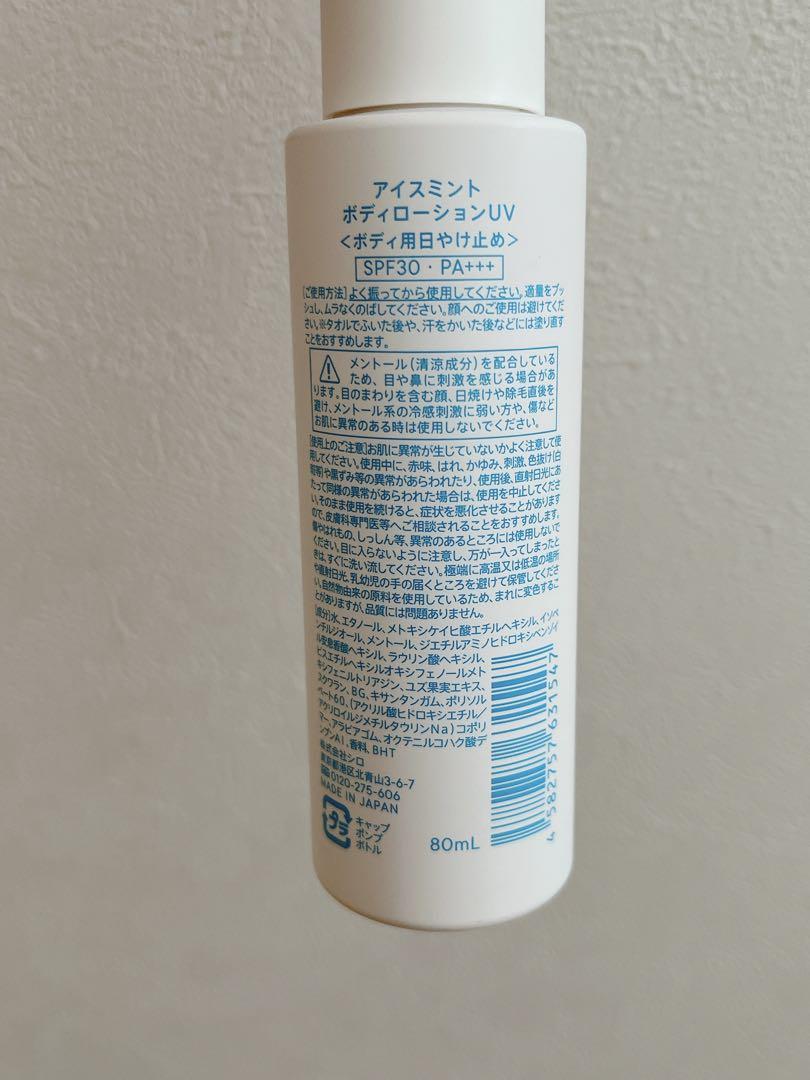 アイスミント
ボディローションUV
<ボディ用日やけ止め>
SPF30・PA+++
[ご使用方法]よく振ってから使用してください。適量をプッ
シュし、ムラなくのばしてください。顔へのご使用は避けてくだ
さい。※タオルでふいた後や、汗をかいた後などには塗り直す
ことをおすすめします。
メントール(清涼成分)を配合している
ため、目や鼻に刺激を感じる場合があ
ります。目のまわりを含む顔、日焼けや除毛直後を
避け、メントール系の冷感刺激に弱い方や、傷など
お肌に異常のある時は使用しないでください。
[使用上のご注意]お肌に異常が生じていないかよく注意して使
用してください。使用中に、赤味、はれ、かゆみ、刺激、色抜け(白
斑等)や黒ずみ等の異常があらわれたり、使用後、直射日光にあ
たって同様の異常があらわれた場合は、使用を中止してくださ
い。そのまま使用を続けると、症状を悪化させることがあります
ので、皮膚科専門医等へご相談されることをおすすめします。
傷やはれもの、しっしん等、異常のあるところには使用しないで
ください。目に入らないように注意し、万が一入ってしまったと
きは、すぐに洗い流してください。極端に高温又は低温の場所
や直射日光、乳幼児の手の届くところを避けて保管してくださ
い。自然物由来の原料を使用しているため、まれに変色するこ
とがありますが、品質には問題ありません。
[成分]水、エタノール、メトキシケイヒ酸エチルヘキシル、イソペ
ンチルジオール、メントール、ジエチルアミノヒドロキシベンゾイ
ル安息香酸ヘキシル、ラウリン酸ヘキシル、
ビスエチルヘキシルオキシフェノールメト
キシフェニルトリアジン、ユズ果実エキス、
スクワラン、BG、キサンタンガム、ポリソル
ベート60、(アクリル酸ヒドロキシエチル/
アクリロイルジメチルタウリンNa)コポリ
マー、アラビアゴム、オクテニルコハク酸デ
ンプンAl、香料、BHT
株式会社シロ
東京都港区北青山3-6-7
0120-275-606
MADE IN JAPAN
プラ
キャップ
ポンプ
ボトル
80mL
4582757631547